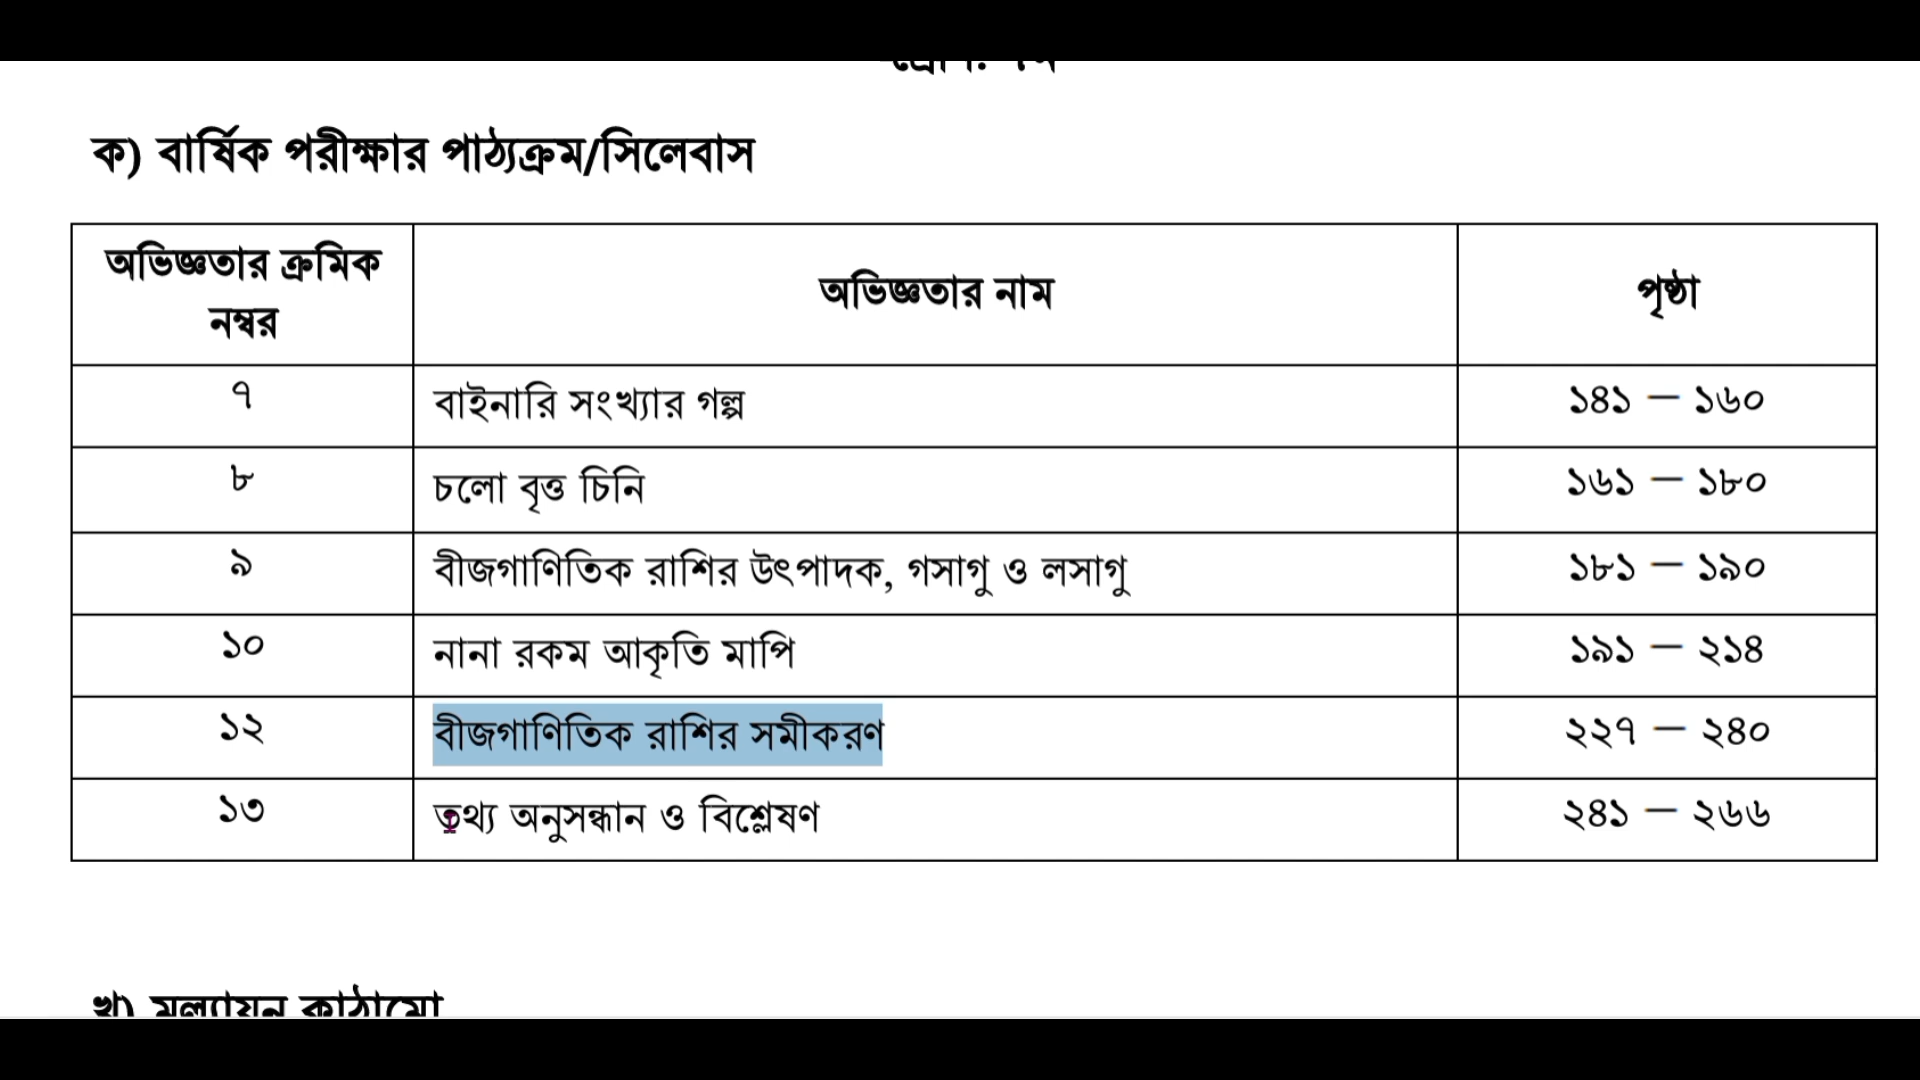 ক) বার্ষিক পরীক্ষার পাঠ্যক্রম/সিলেবাস
অভিজ্ঞতার ক্রমিক নম্বর
অভিজ্ঞতার নাম
পৃষ্ঠা
৭ বাইনারি সংখ্যার গল্প ১৪১ – ১৬০
৮ চলো বৃত্ত চিনি ১৬১ – ১৮০
৯ বীজগাণিতিক রাশির উৎপাদক, গসাগু ও লসাগু ১৮১ – ১৯০
১০ নানা রকম আকৃতি মাপি ১৯১ – ২১৪
১২ বীজগাণিতিক রাশির সমীকরণ ২২৭ – ২৪০
১৩ তথ্য অনুসন্ধান ও বিশ্লেষণ ২৪১ – ২৬৬
খ) মূল্যায়ন কাঠামো